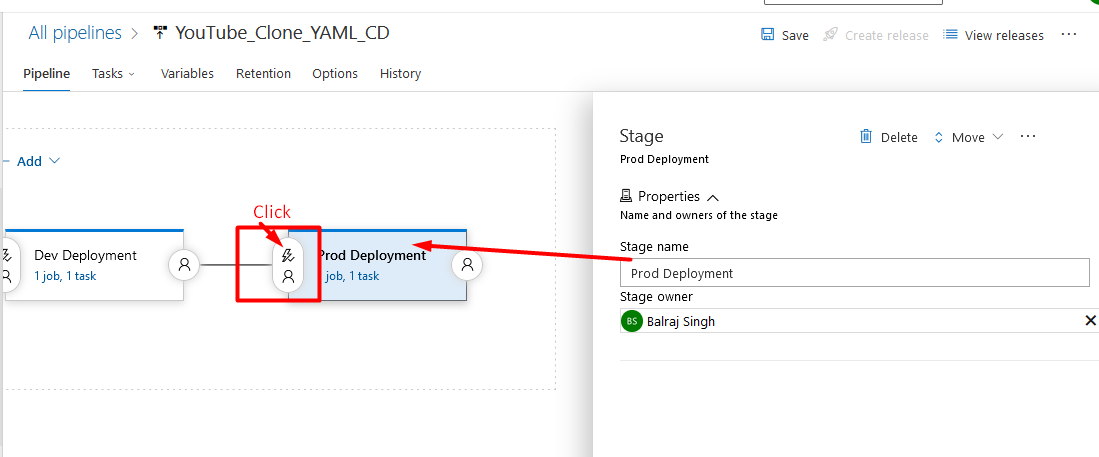 All pipelines > YouTube_Clone_YAML_CD
Save Create release View releases ...
Pipeline Tasks Variables Retention Options History
Add
Click
Dev Deployment
1 job, 1 task
Prod Deployment
job, 1 task
Stage
Delete Move ...
Prod Deployment
Properties
Name and owners of the stage
Stage name
Prod Deployment
Stage owner
BS Balraj Singh